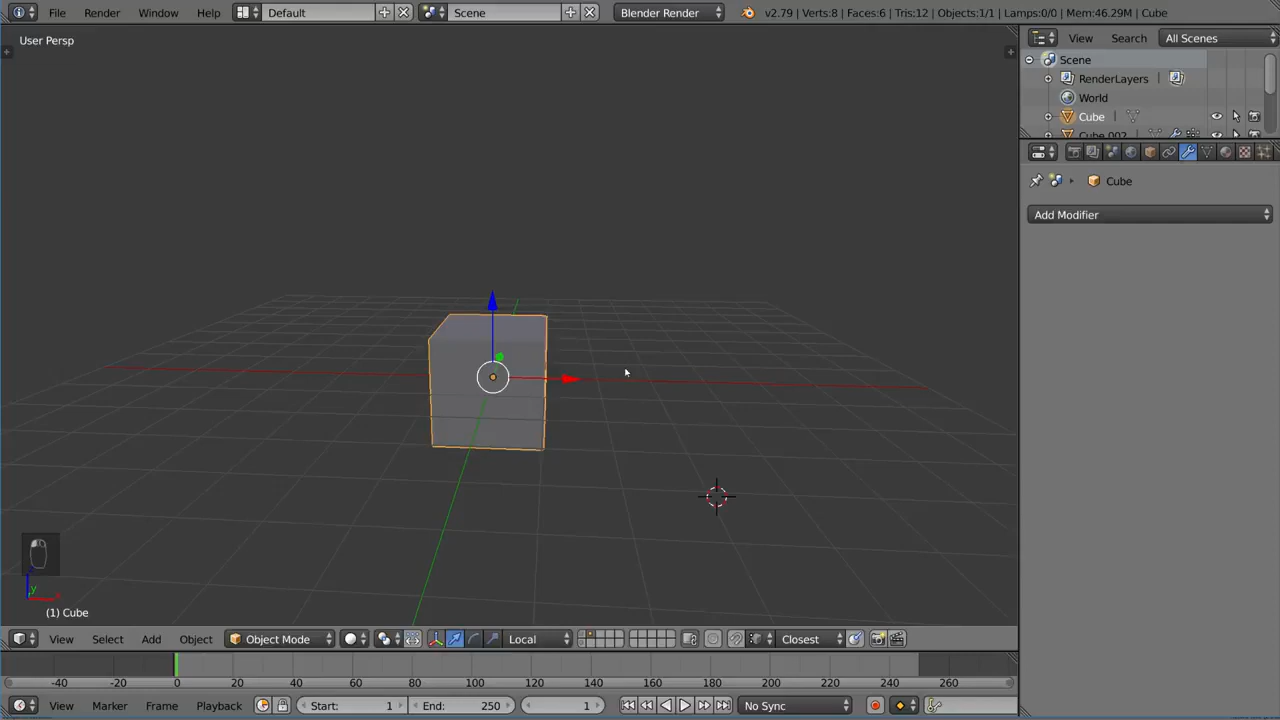 File Render Window Help Default Scene Blender Render v2.79 | Verts:8 | Faces:6 | Tris:12 | Objects:1/1 | Lamps:0/0 | Mem:46.29M | Cube
User Persp
View Search All Scenes
Scene
RenderLayers
World
Cube
Cube.002
Cube
Add Modifier
y
(1) Cube
View Select Add Object Object Mode Local Closest
-40 -20 0 20 40 60 80 100 120 140 160 180 200 220 240 260
View Marker Frame Playback Start: 1 End: 250 1 No Sync